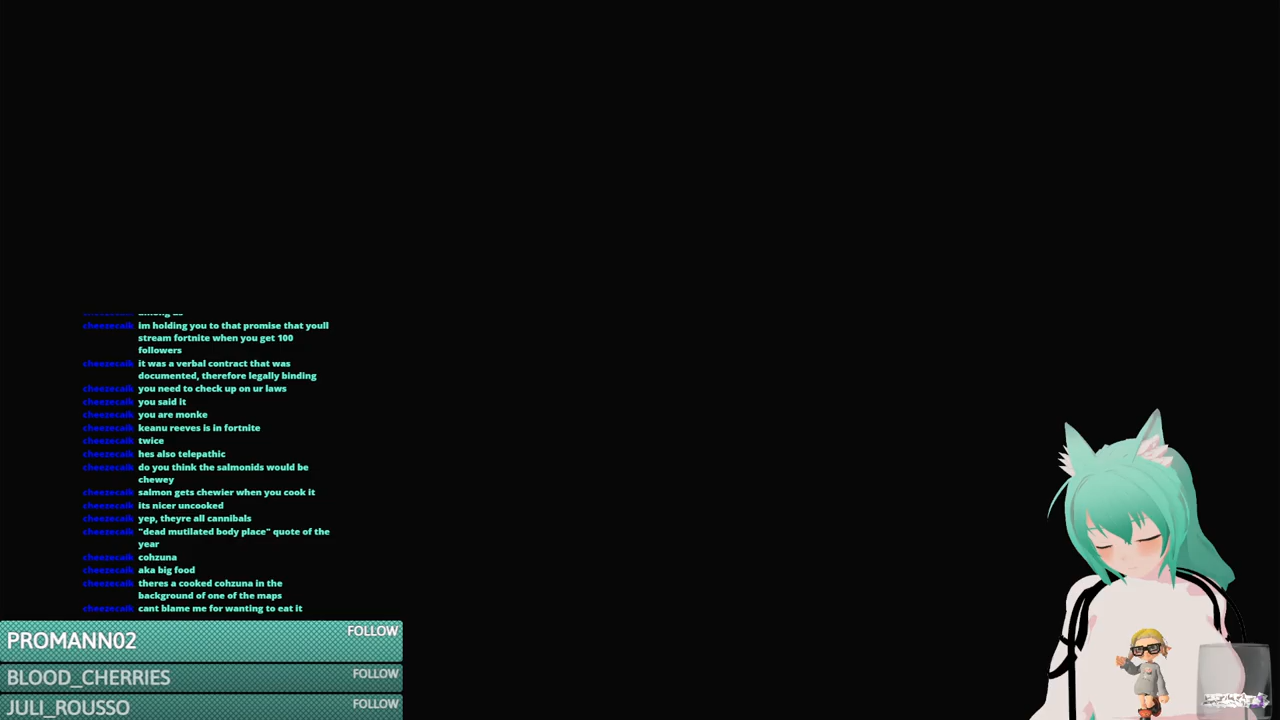 cheezecaik im holding you to that promise that youll
stream fortnite when you get 100
followers
cheezecaik it was a verbal contract that was
documented, therefore legally binding
cheezecaik you need to check up on ur laws
cheezecaik you said it
cheezecaik you are monke
cheezecaik keanu reeves is in fortnite
cheezecaik twice
cheezecaik hes also telepathic
cheezecaik do you think the salmonids would be
chewey
cheezecaik salmon gets chewier when you cook it
cheezecaik its nicer uncooked
cheezecaik yep, theyre all cannibals
cheezecaik "dead mutilated body place" quote of the
year
cheezecaik cohzuna
cheezecaik aka big food
cheezecaik theres a cooked cohzuna in the
background of one of the maps
cheezecaik cant blame me for wanting to eat it
PROMANN02 FOLLOW
BLOOD_CHERRIES FOLLOW
JULI_ROUSSO FOLLOW